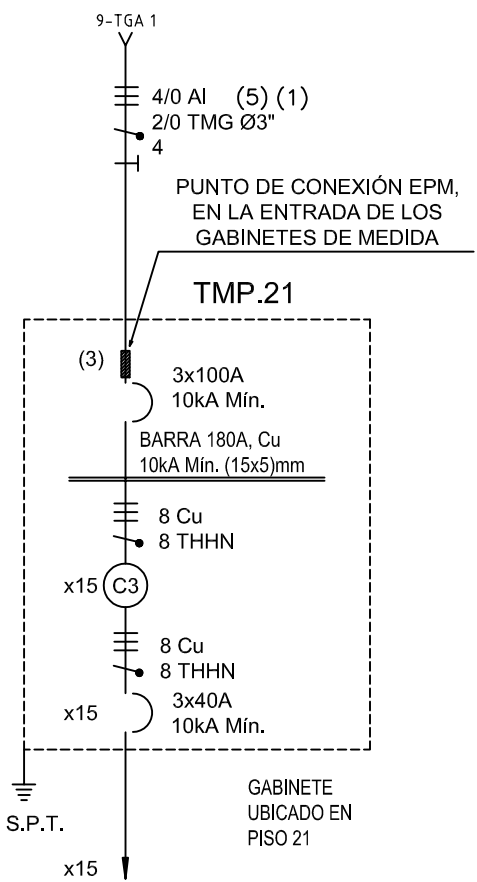 9-TGA 1
4/0 Al (5) (1)
2/0 TMG Ø3"
4
PUNTO DE CONEXIÓN EPM,
EN LA ENTRADA DE LOS
GABINETES DE MEDIDA
TMP.21
(3)
3x100A
10kA Mín.
BARRA 180A, Cu
10kA Mín. (15x5)mm
8 Cu
8 THHN
x15 C3
8 Cu
8 THHN
x15 3x40A
10kA Mín.
S.P.T.
GABINETE
UBICADO EN
PISO 21
x15